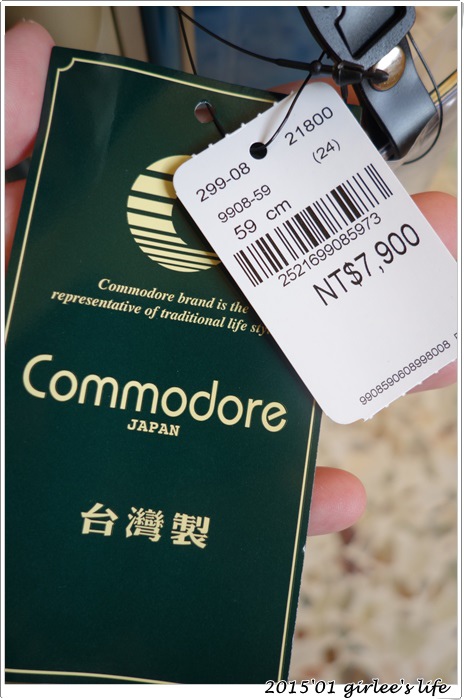 299-08 21800
9908-59 (24)
59 cm
2521699085973
NT$7,900
9908590608998008
Commodore brand is the
representative of traditional life
Commodore
JAPAN
台灣製
2015'01 girlee's life